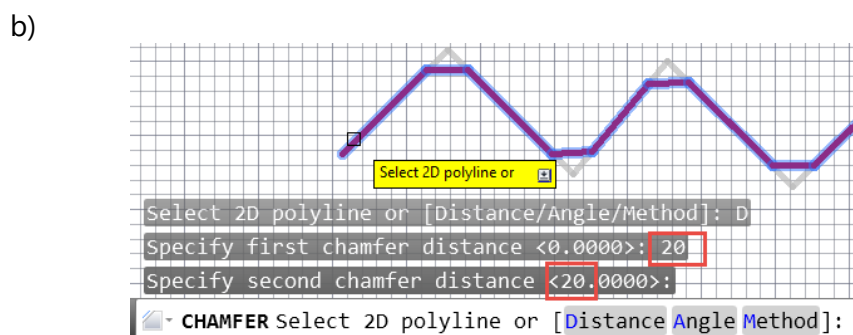 b)
Select 2D polyline or
Select 2D polyline or [Distance/Angle/Method]: D
Specify first chamfer distance <0.0000>: 20
Specify second chamfer distance <20.0000>:
CHAMFER Select 2D polyline or [Distance Angle Method]: